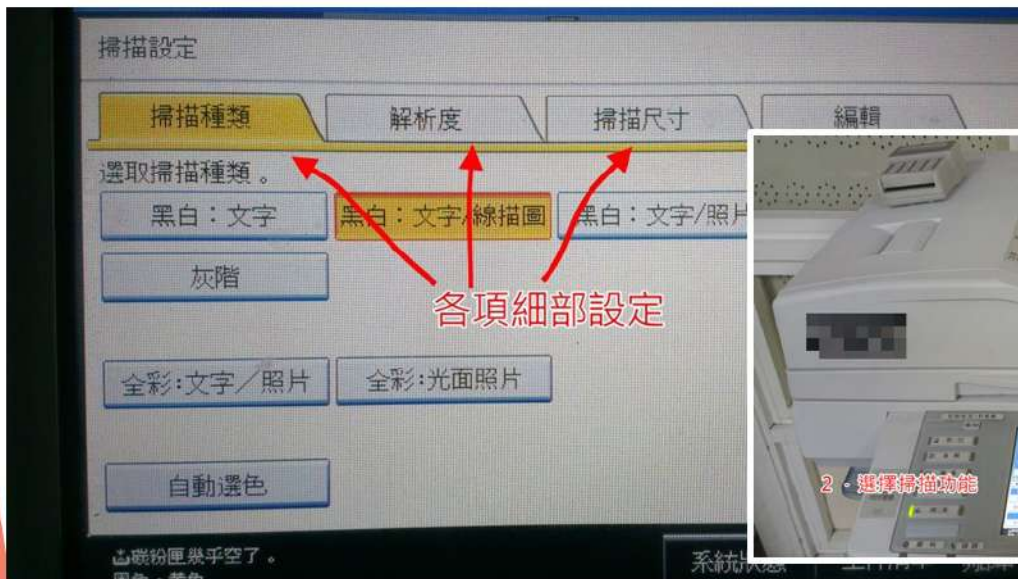 掃描設定
掃描種類
解析度
掃描尺寸
編輯
選取掃描種類。
黑白：文字
黑白：文字/線描圖
黑白：文字/照片
灰階
各項細部設定
全彩:文字／照片
全彩:光面照片
自動選色
2、選擇掃描功能
碳粉匣幾乎空了。
系統狀態